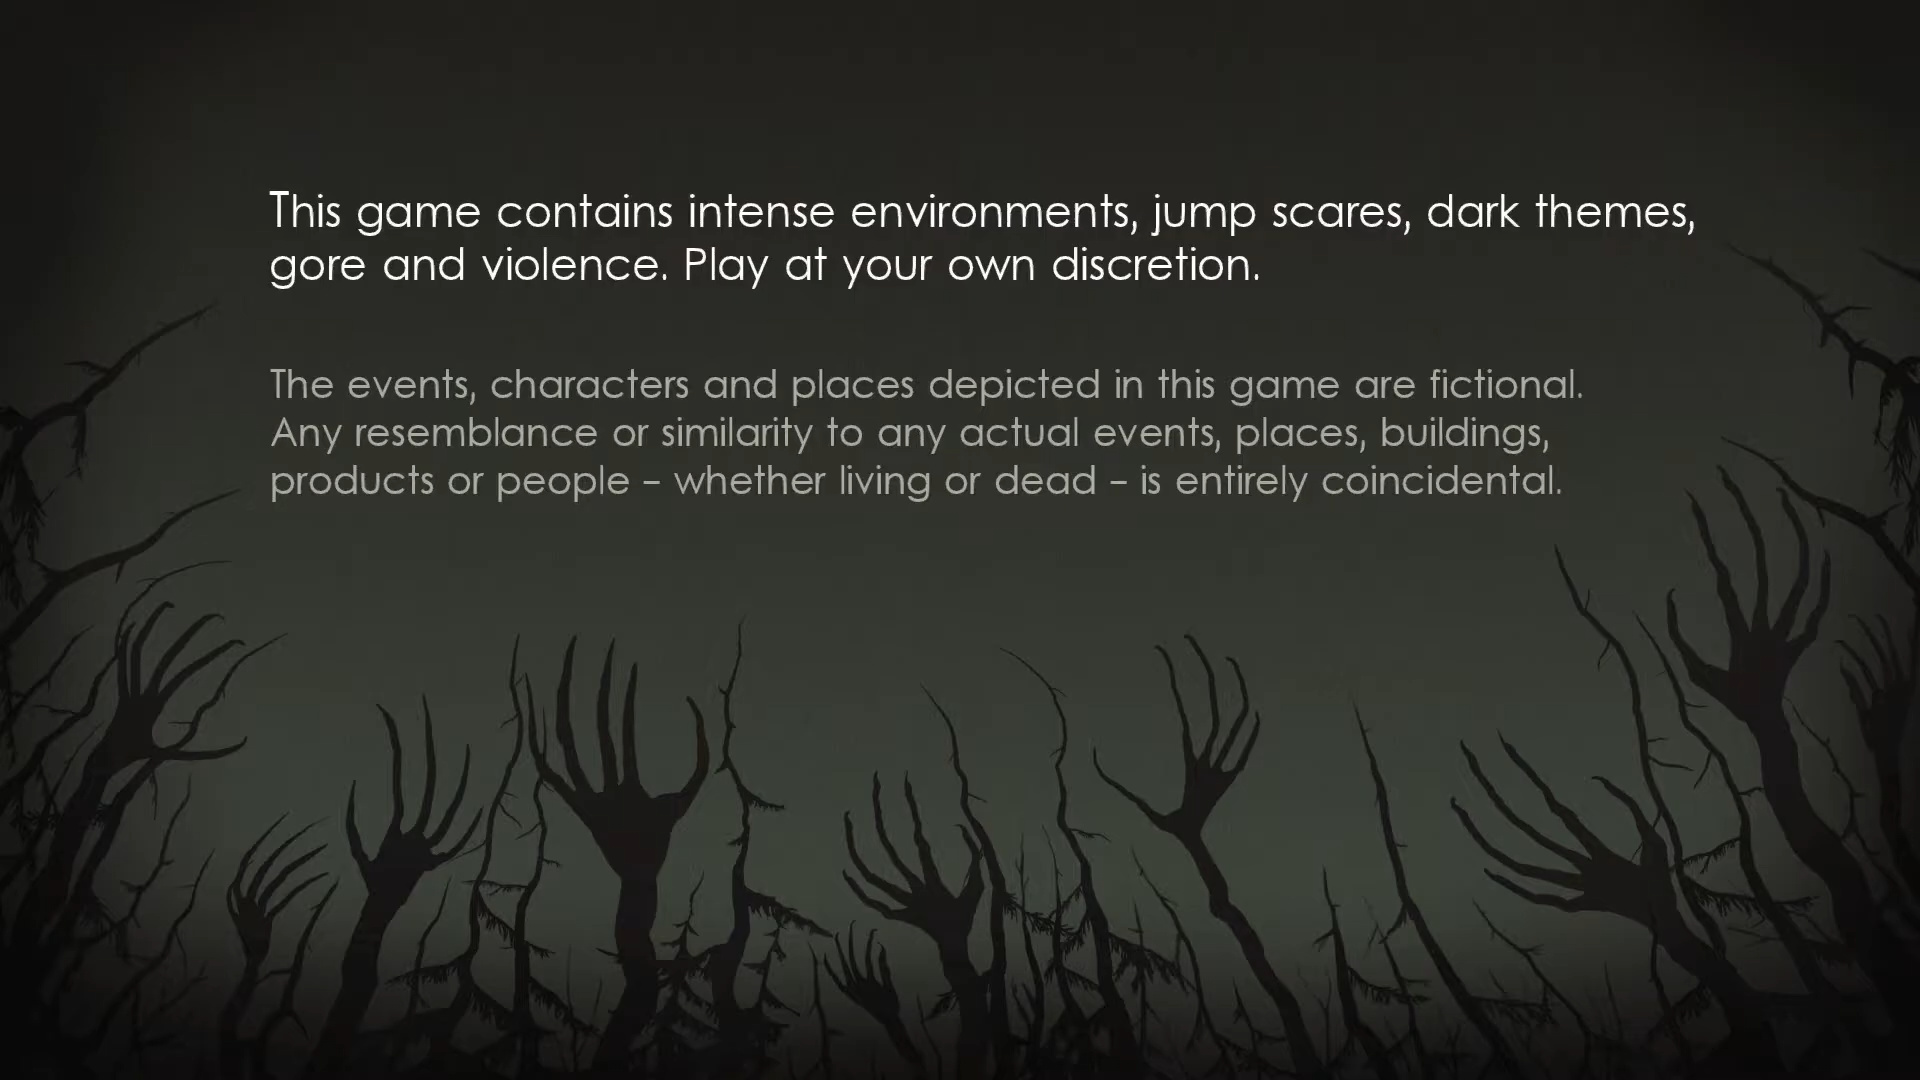 This game contains intense environments, jump scares, dark themes,
gore and violence. Play at your own discretion.
The events, characters and places depicted in this game are fictional.
Any resemblance or similarity to any actual events, places, buildings,
products or people – whether living or dead – is entirely coincidental.